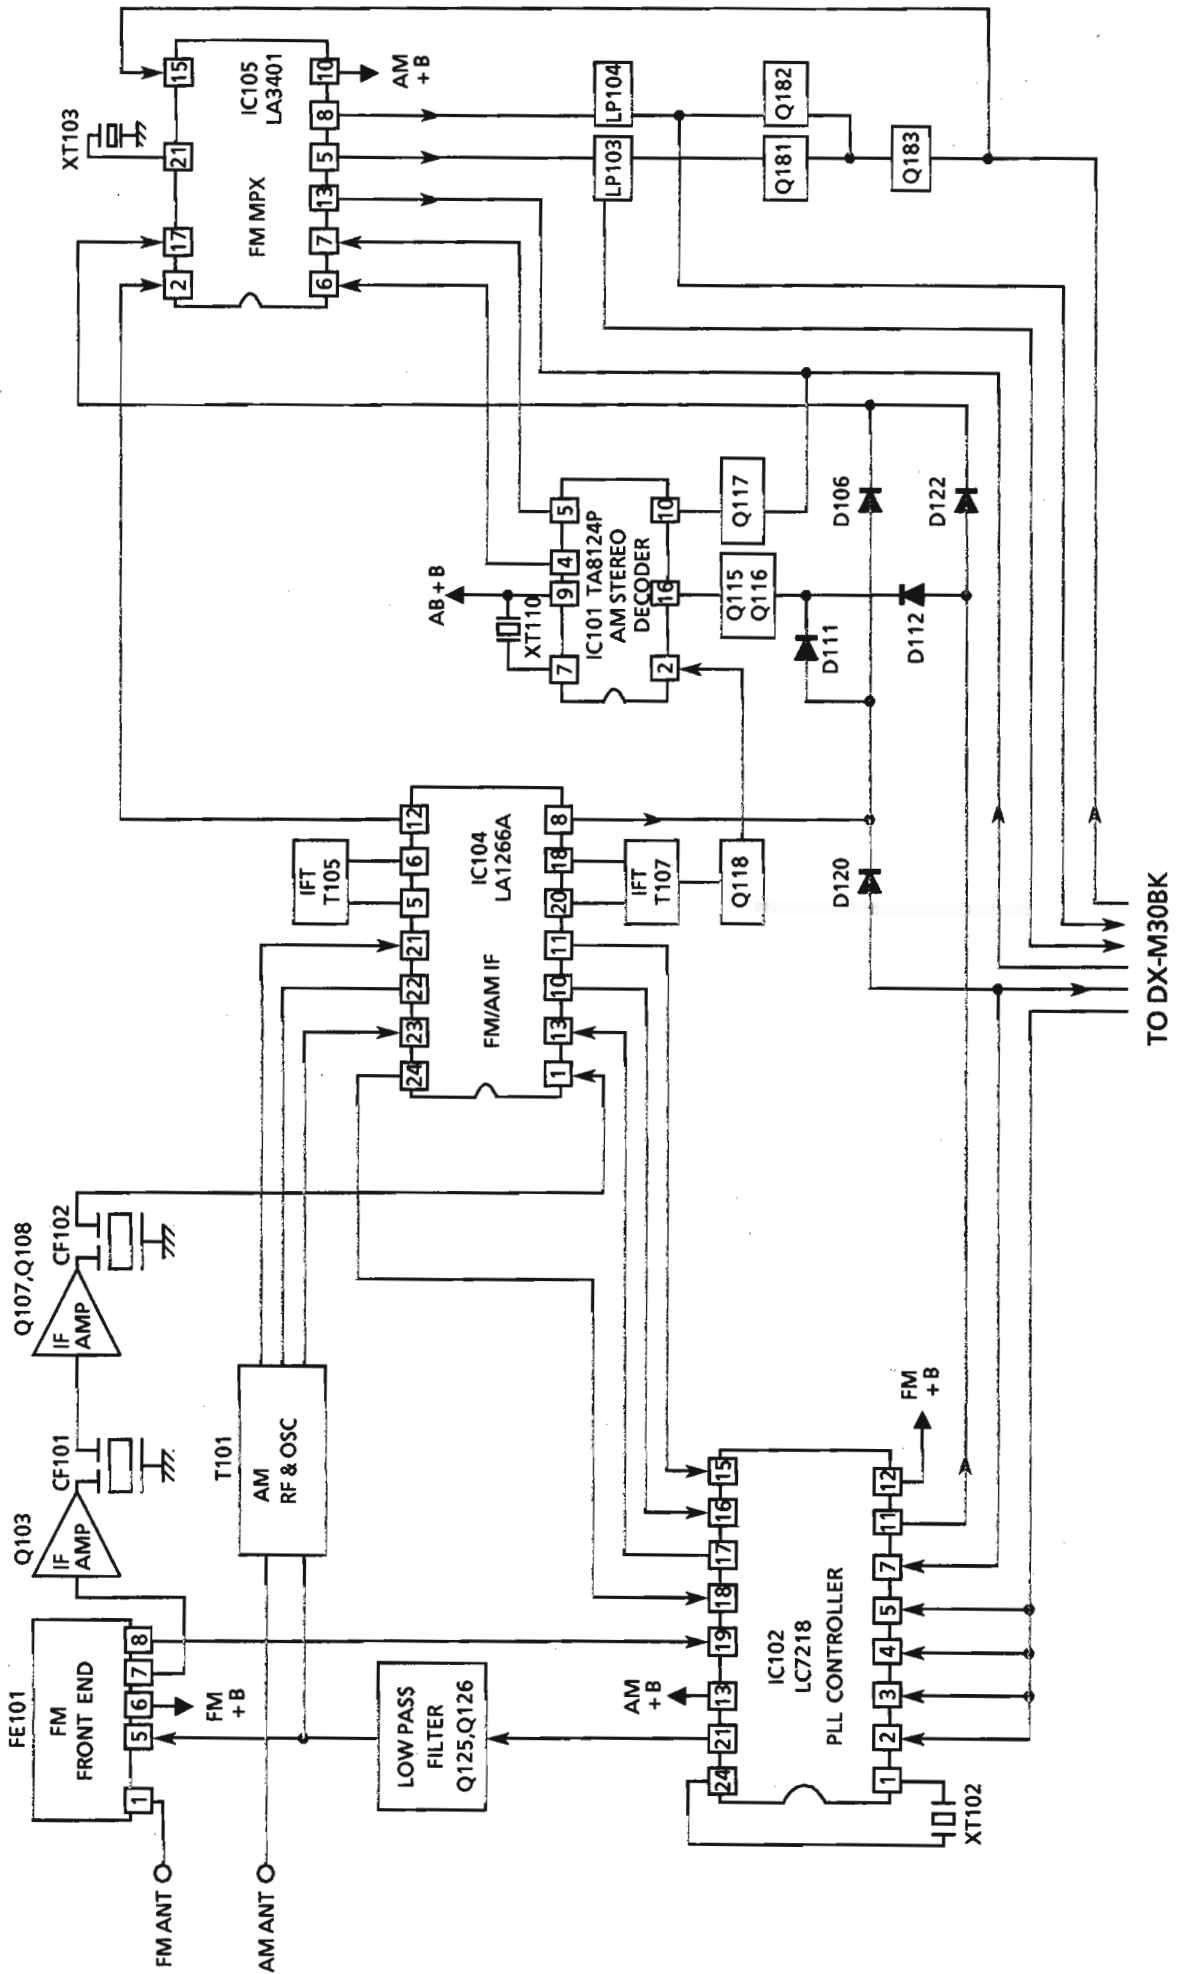 FE101
FM
FRONT END
1
5
6
7
8
FM
+B
FM ANT
AM ANT
Q103
IF
AMP
CF101
Q107,Q108
IF
AMP
CF102
T101
AM
RF & OSC
LOW PASS
FILTER
Q125,Q126
IC102
LC7218
PLL CONTROLLER
24
21
13
19
18
17
16
15
1
2
3
4
5
7
11
12
AM
+B
FM
+B
XT102
IC104
LA1266A
FM/AM IF
24
23
22
21
5
6
12
1
13
10
11
20
18
8
IFT
T105
IFT
T107
Q118
D120
IC101 TA8124P
AM STEREO
DECODER
7
9
4
5
2
16
10
AB+B
XT110
Q115
Q116
Q117
D111
D112
D106
D122
IC105
LA3401
FM MPX
2
17
21
15
6
7
13
5
8
10
XT103
AM
+B
LP103
LP104
Q181
Q182
Q183
TO DX-M30BK